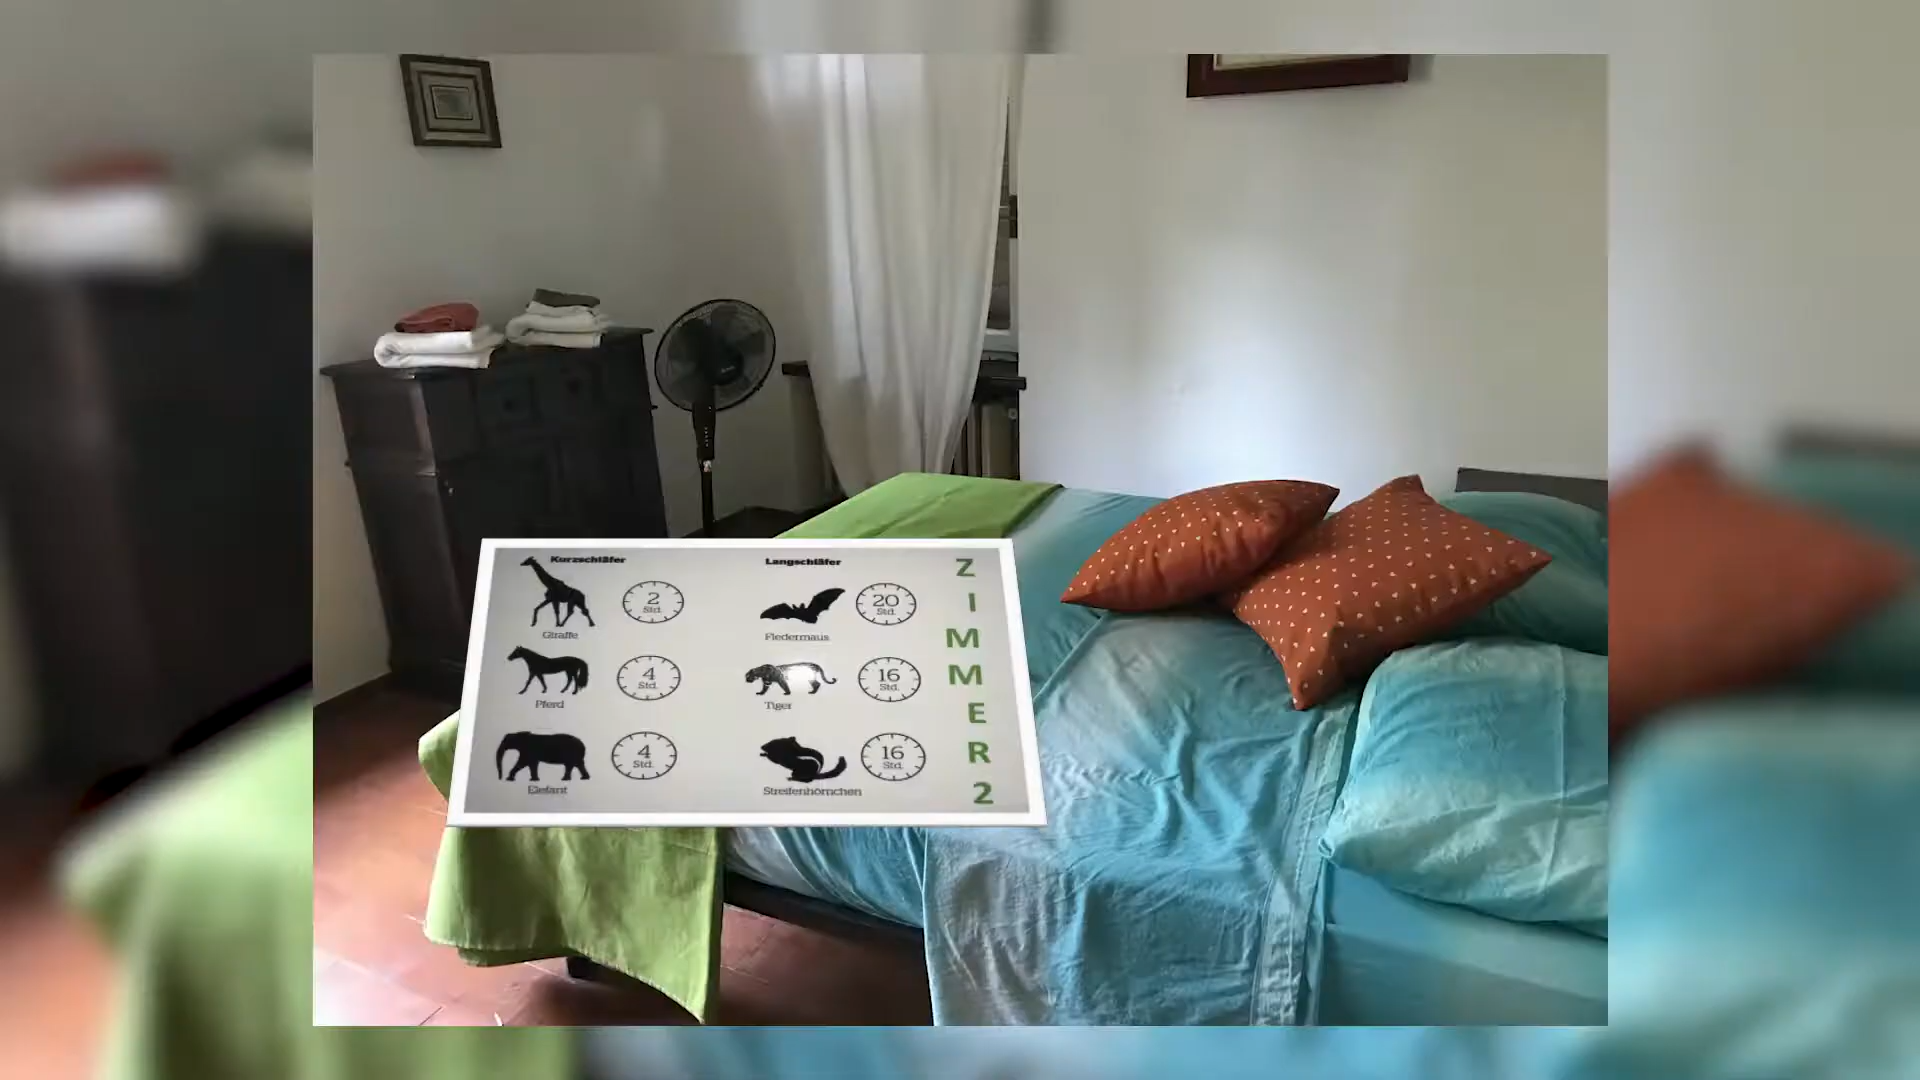 Kurzschläfer
2
Std.
Giraffe
4
Std.
Pferd
4
Std.
Elefant
Langschläfer
20
Std.
Fledermaus
16
Std.
Tiger
16
Std.
Streifenhörnchen
ZIMMER 2